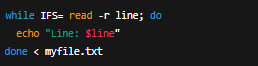 while IFS= read -r line; do
  echo "Line: $line"
done < myfile.txt